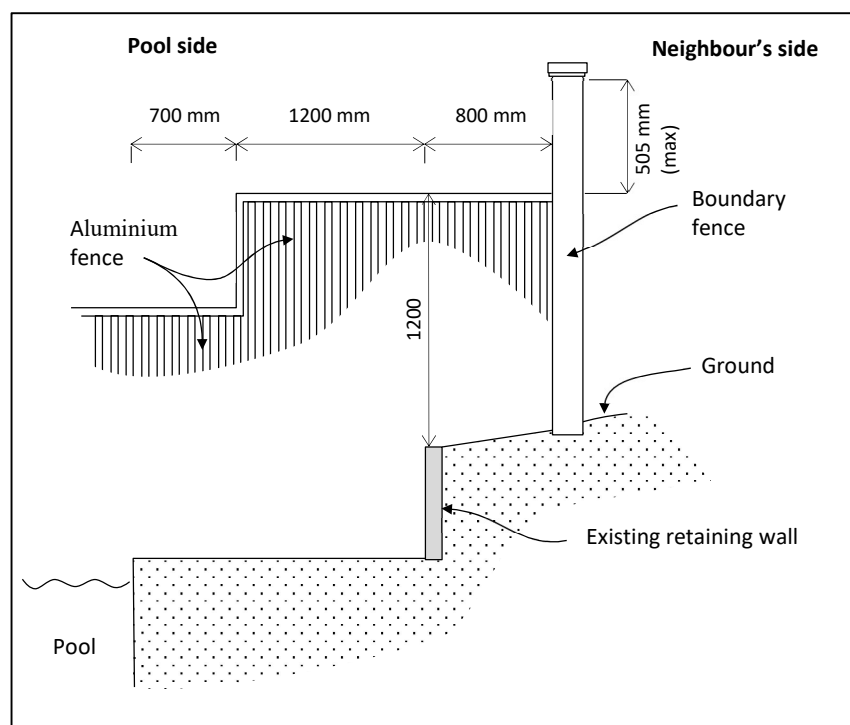 Pool side
Neighbour's side
700 mm
1200 mm
800 mm
505 mm
(max)
Boundary
fence
Aluminium
fence
1200
Ground
Existing retaining wall
Pool